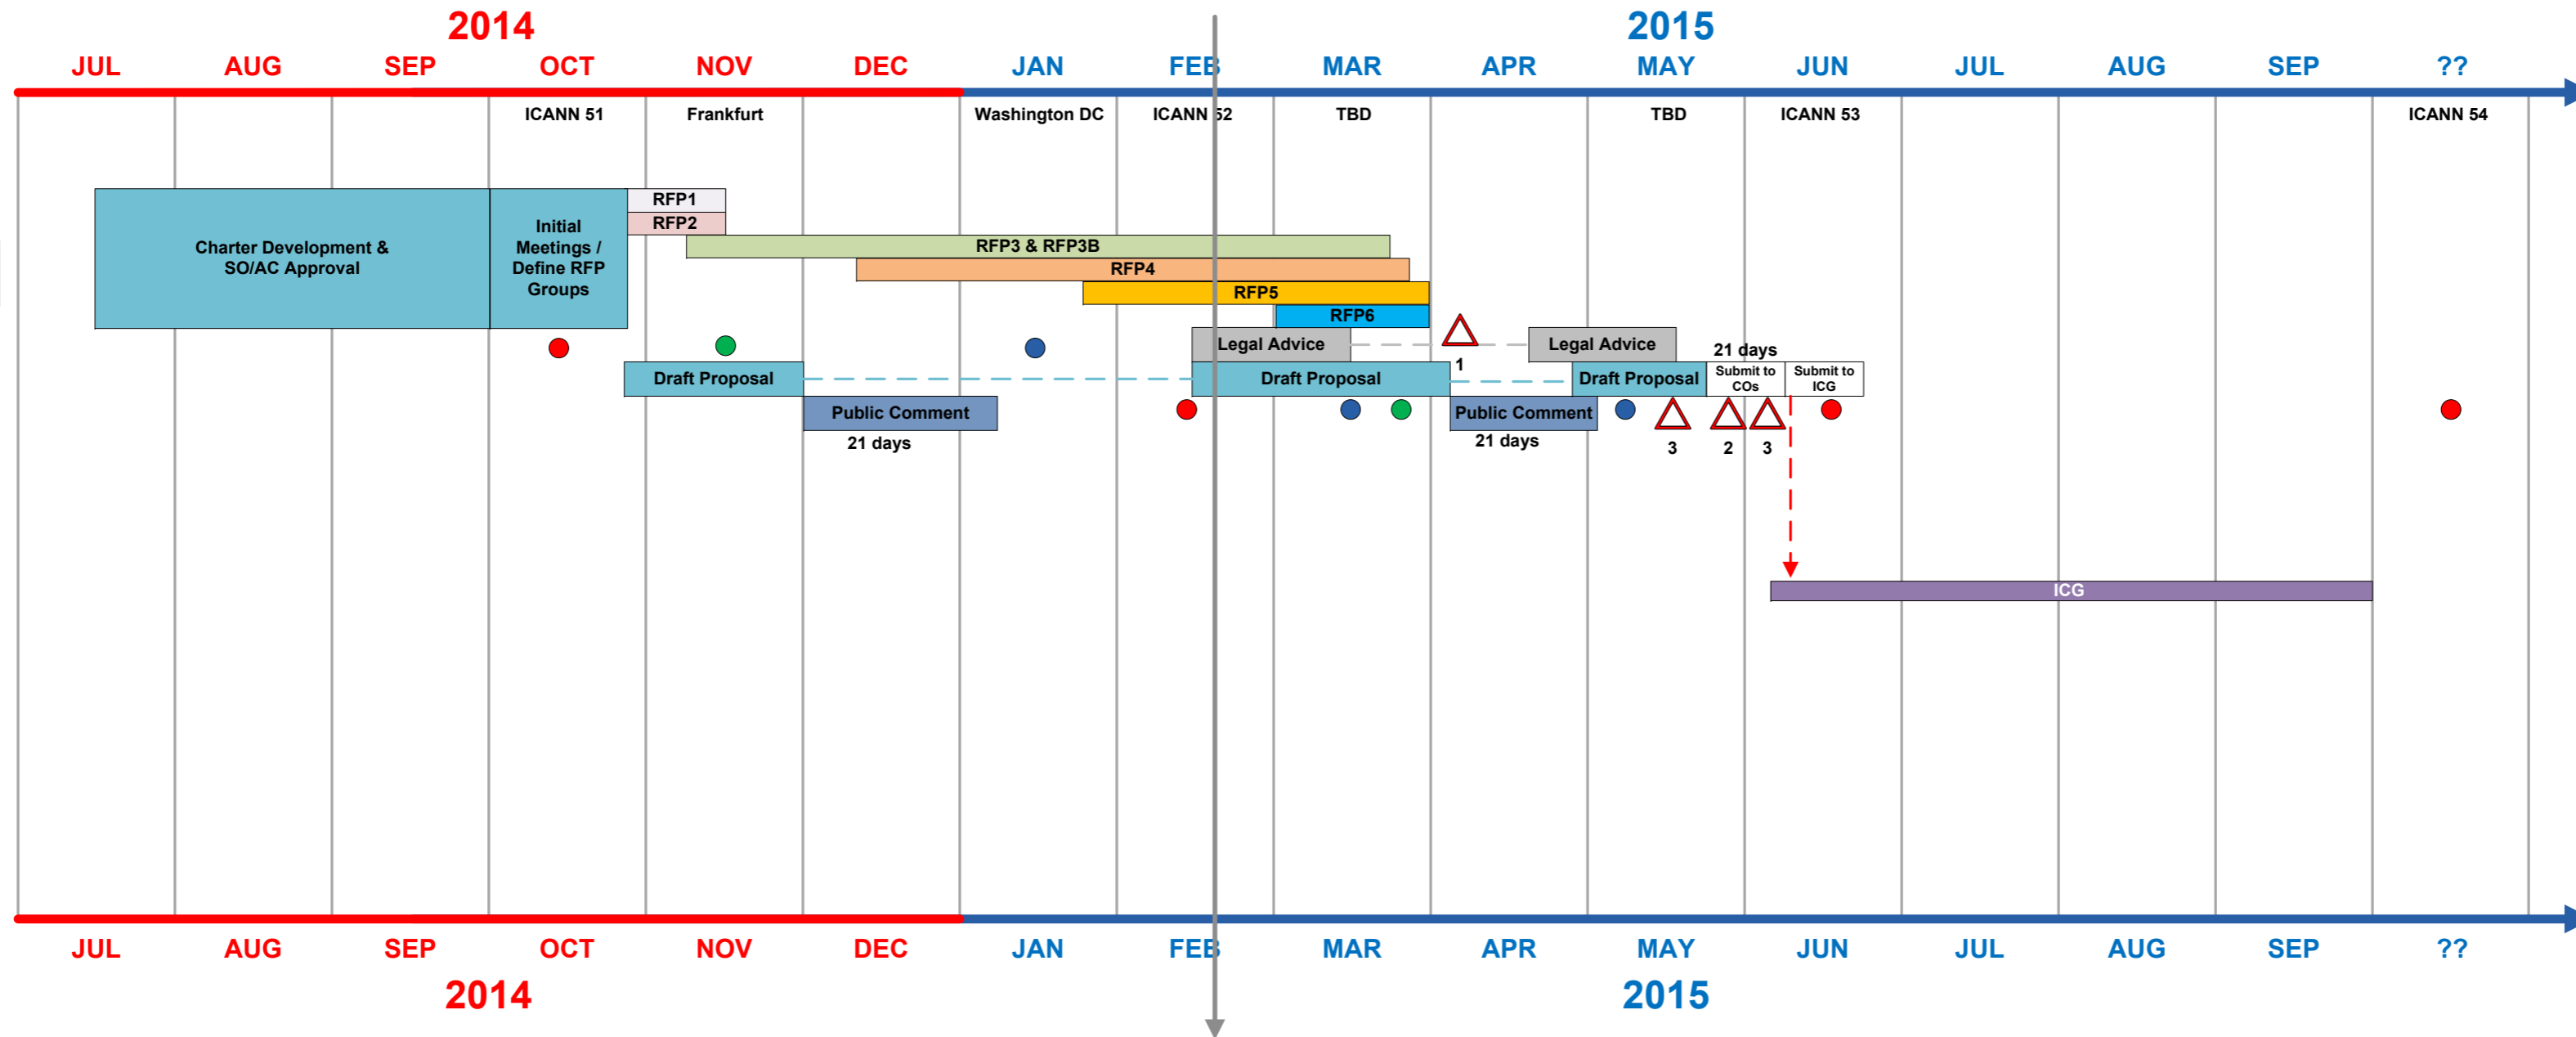 2014
2015
JUL AUG SEP OCT NOV DEC JAN FEB MAR APR MAY JUN JUL AUG SEP ??
ICANN 51 Frankfurt Washington DC ICANN 52 TBD TBD ICANN 53 ICANN 54
Charter Development &
SO/AC Approval
Initial
Meetings /
Define RFP
Groups
RFP1
RFP2
RFP3 & RFP3B
RFP4
RFP5
RFP6
Legal Advice
Legal Advice
1
21 days
Draft Proposal
Draft Proposal
Draft Proposal
Submit to
COs
Submit to
ICG
Public Comment
21 days
Public Comment
21 days
3 2 3
ICG
JUL AUG SEP OCT NOV DEC JAN FEB MAR APR MAY JUN JUL AUG SEP ??
2014
2015